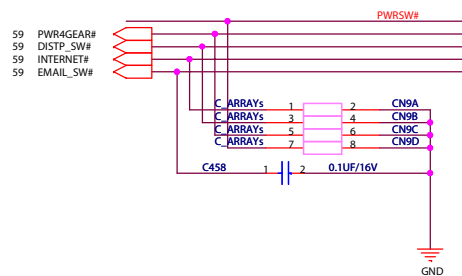 PWRSW#
59 PWR4GEAR#
59 DISTP_SW#
59 INTERNET#
59 EMAIL_SW#
C_ARRAYs 1 2 CN9A
C_ARRAYs 3 4 CN9B
C_ARRAYs 5 6 CN9C
C_ARRAYs 7 8 CN9D
C458 1 2 0.1UF/16V
GND